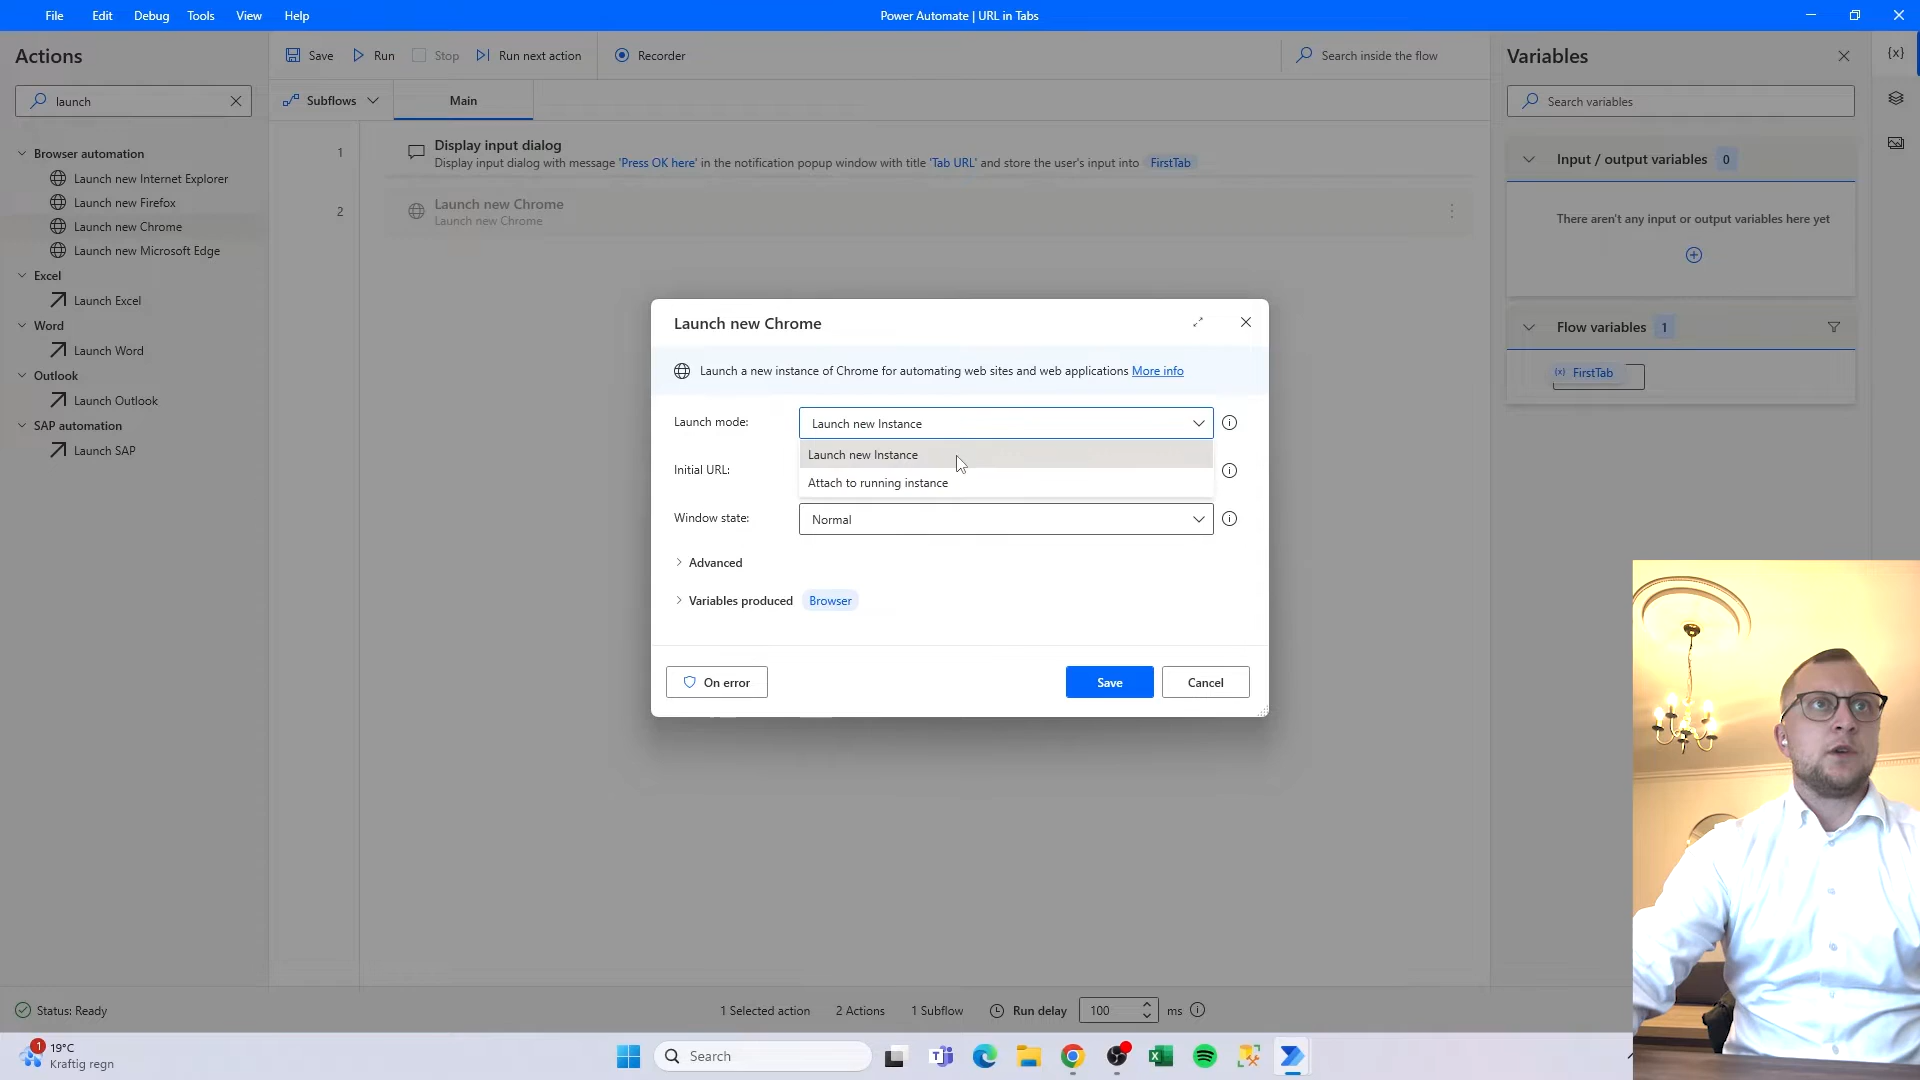 File Edit Debug Tools View Help
Power Automate | URL in Tabs
Actions
launch
Browser automation
Launch new Internet Explorer
Launch new Firefox
Launch new Chrome
Launch new Microsoft Edge
Excel
Launch Excel
Word
Launch Word
Outlook
Launch Outlook
SAP automation
Launch SAP
Save Run Stop Run next action Recorder
Search inside the flow
Subflows Main
1
Display input dialog
Display input dialog with message 'Press OK here' in the notification popup window with title 'Tab URL' and store the user's input into FirstTab
2
Launch new Chrome
Launch new Chrome
Launch new Chrome
Launch a new instance of Chrome for automating web sites and web applications More info
Launch mode: Launch new Instance
Launch new Instance
Initial URL:
Attach to running instance
Window state: Normal
Advanced
Variables produced Browser
On error Save Cancel
Variables
{x}
Search variables
Input / output variables 0
There aren't any input or output variables here yet
Flow variables 1
(x) FirstTab
Status: Ready
1 Selected action 2 Actions 1 Subflow Run delay 100 ms
1
19°C
Kraftig regn
Search